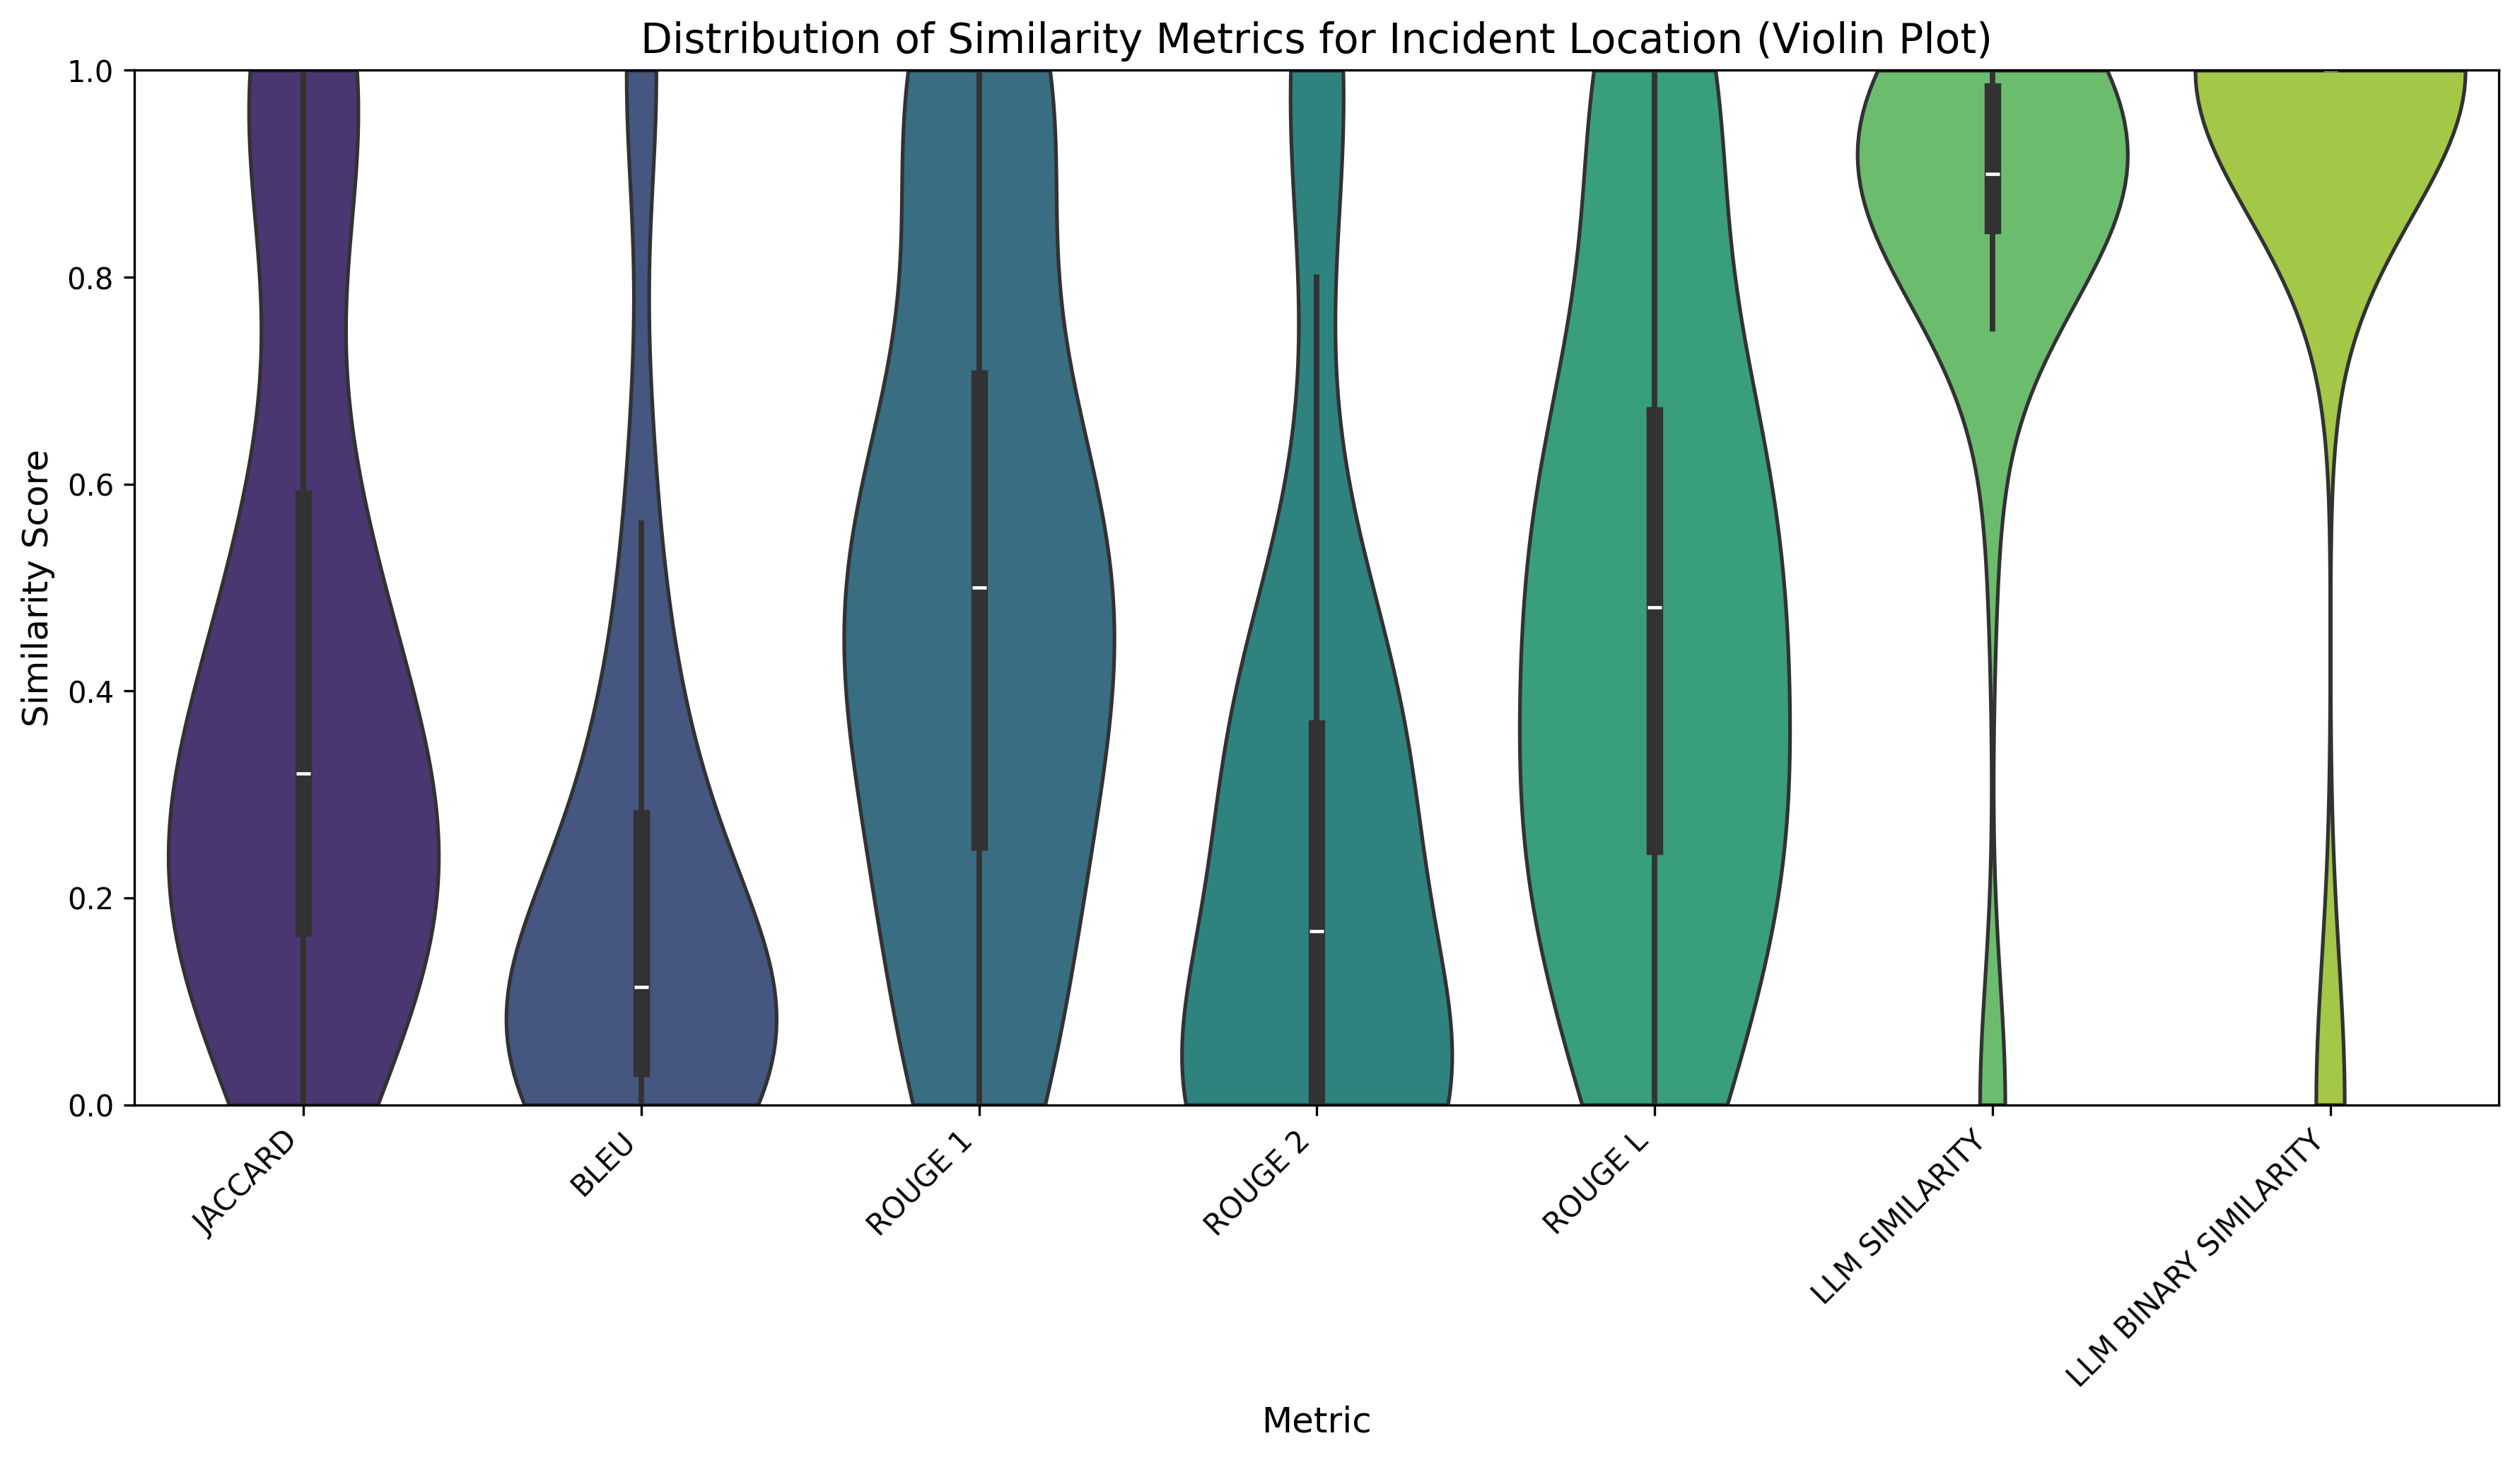 Distribution of Similarity Metrics for Incident Location (Violin Plot)
Similarity Score
1.0
0.8
0.6
0.4
0.2
0.0
JACCARD
BLEU
ROUGE 1
ROUGE 2
ROUGE L
LLM SIMILARITY
LLM BINARY SIMILARITY
Metric